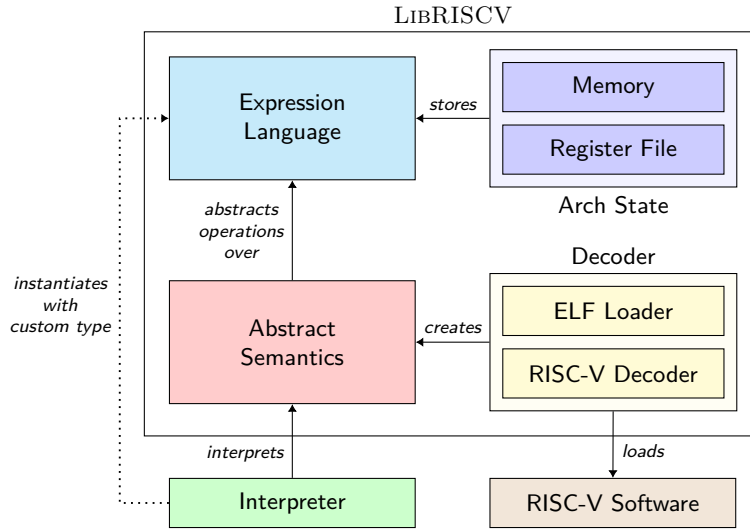 LIBRISCV
Expression
Language
stores
Memory
Register File
Arch State
abstracts
operations
over
instantiates
with
custom type
Decoder
Abstract
Semantics
creates
ELF Loader
RISC-V Decoder
interprets
loads
Interpreter
RISC-V Software